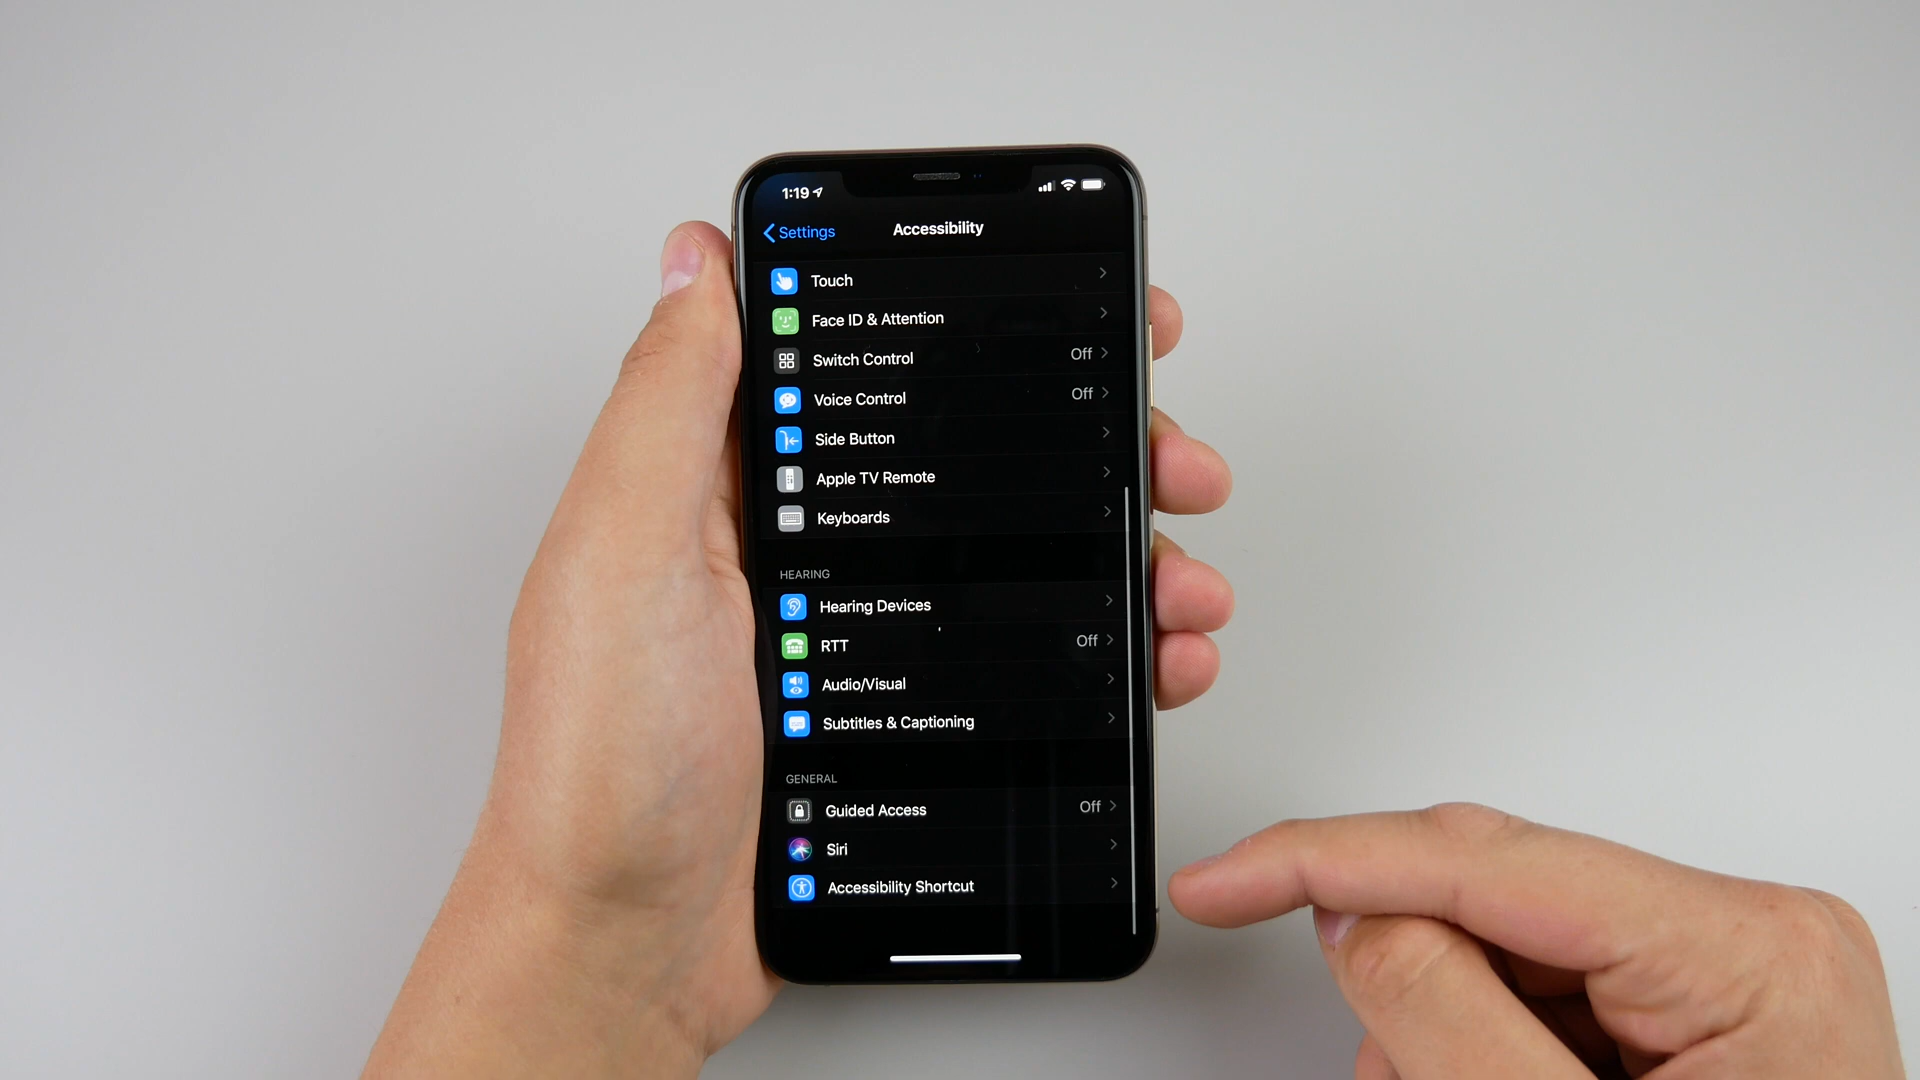 1:19
Settings
Accessibility
Touch
Face ID & Attention
Switch Control Off
Voice Control Off
Side Button
Apple TV Remote
Keyboards
HEARING
Hearing Devices
RTT Off
Audio/Visual
Subtitles & Captioning
GENERAL
Guided Access Off
Siri
Accessibility Shortcut